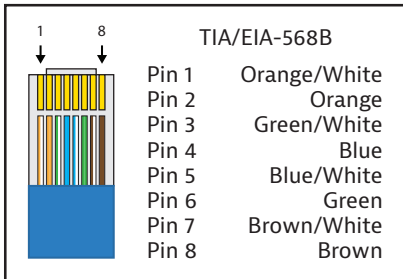 1 8
TIA/EIA-568B
Pin 1 Orange/White
Pin 2 Orange
Pin 3 Green/White
Pin 4 Blue
Pin 5 Blue/White
Pin 6 Green
Pin 7 Brown/White
Pin 8 Brown